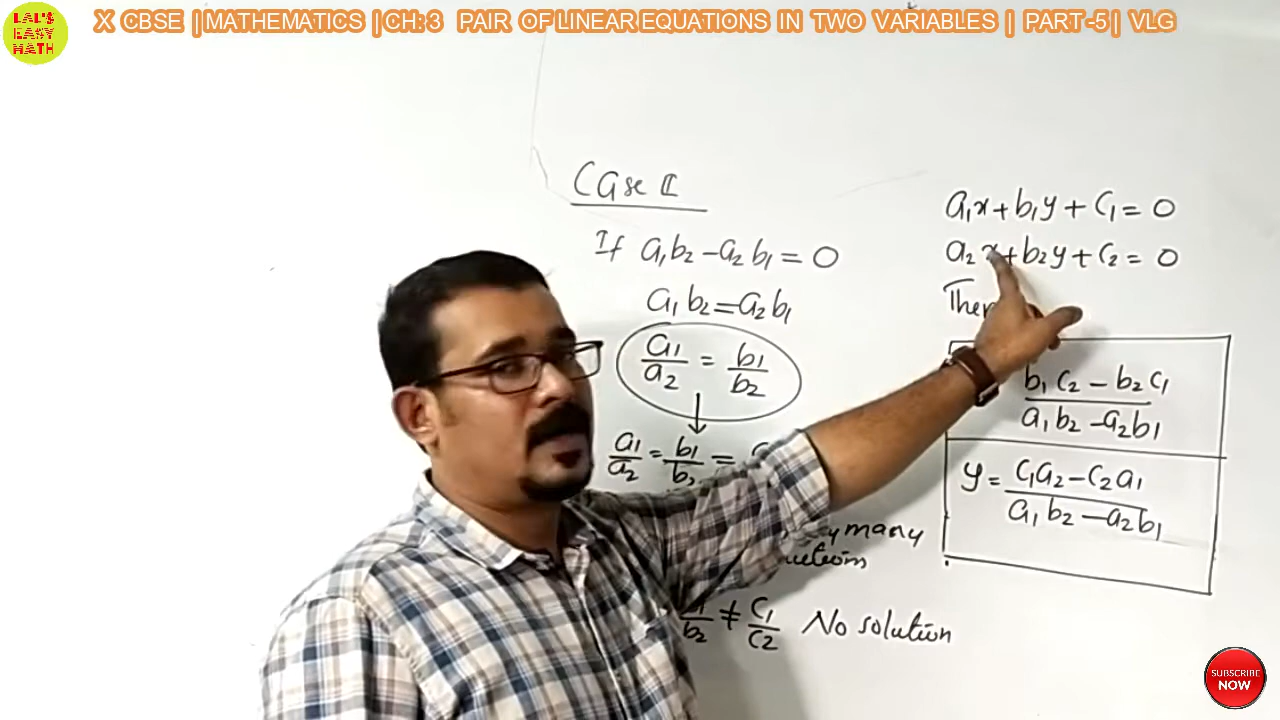 X CBSE | MATHEMATICS | CH: 3 PAIR OF LINEAR EQUATIONS IN TWO VARIABLES | PART -5 | VLG
LAL'S
EASY
MATH
Case II
If a₁b₂ - a₂b₁ = 0
a₁b₂ = a₂b₁
a₁/a₂ = b₁/b₂
↓
a₁/a₂ = b₁/b₂ =
many
b₂ ≠ C₁/C₂ No solution
a₁x + b₁y + C₁ = 0
a₂x + b₂y + C₂ = 0
b₁C₂ - b₂C₁ / a₁b₂ - a₂b₁
y = C₁a₂ - C₂a₁ / a₁b₂ - a₂b₁
SUBSCRIBE
NOW